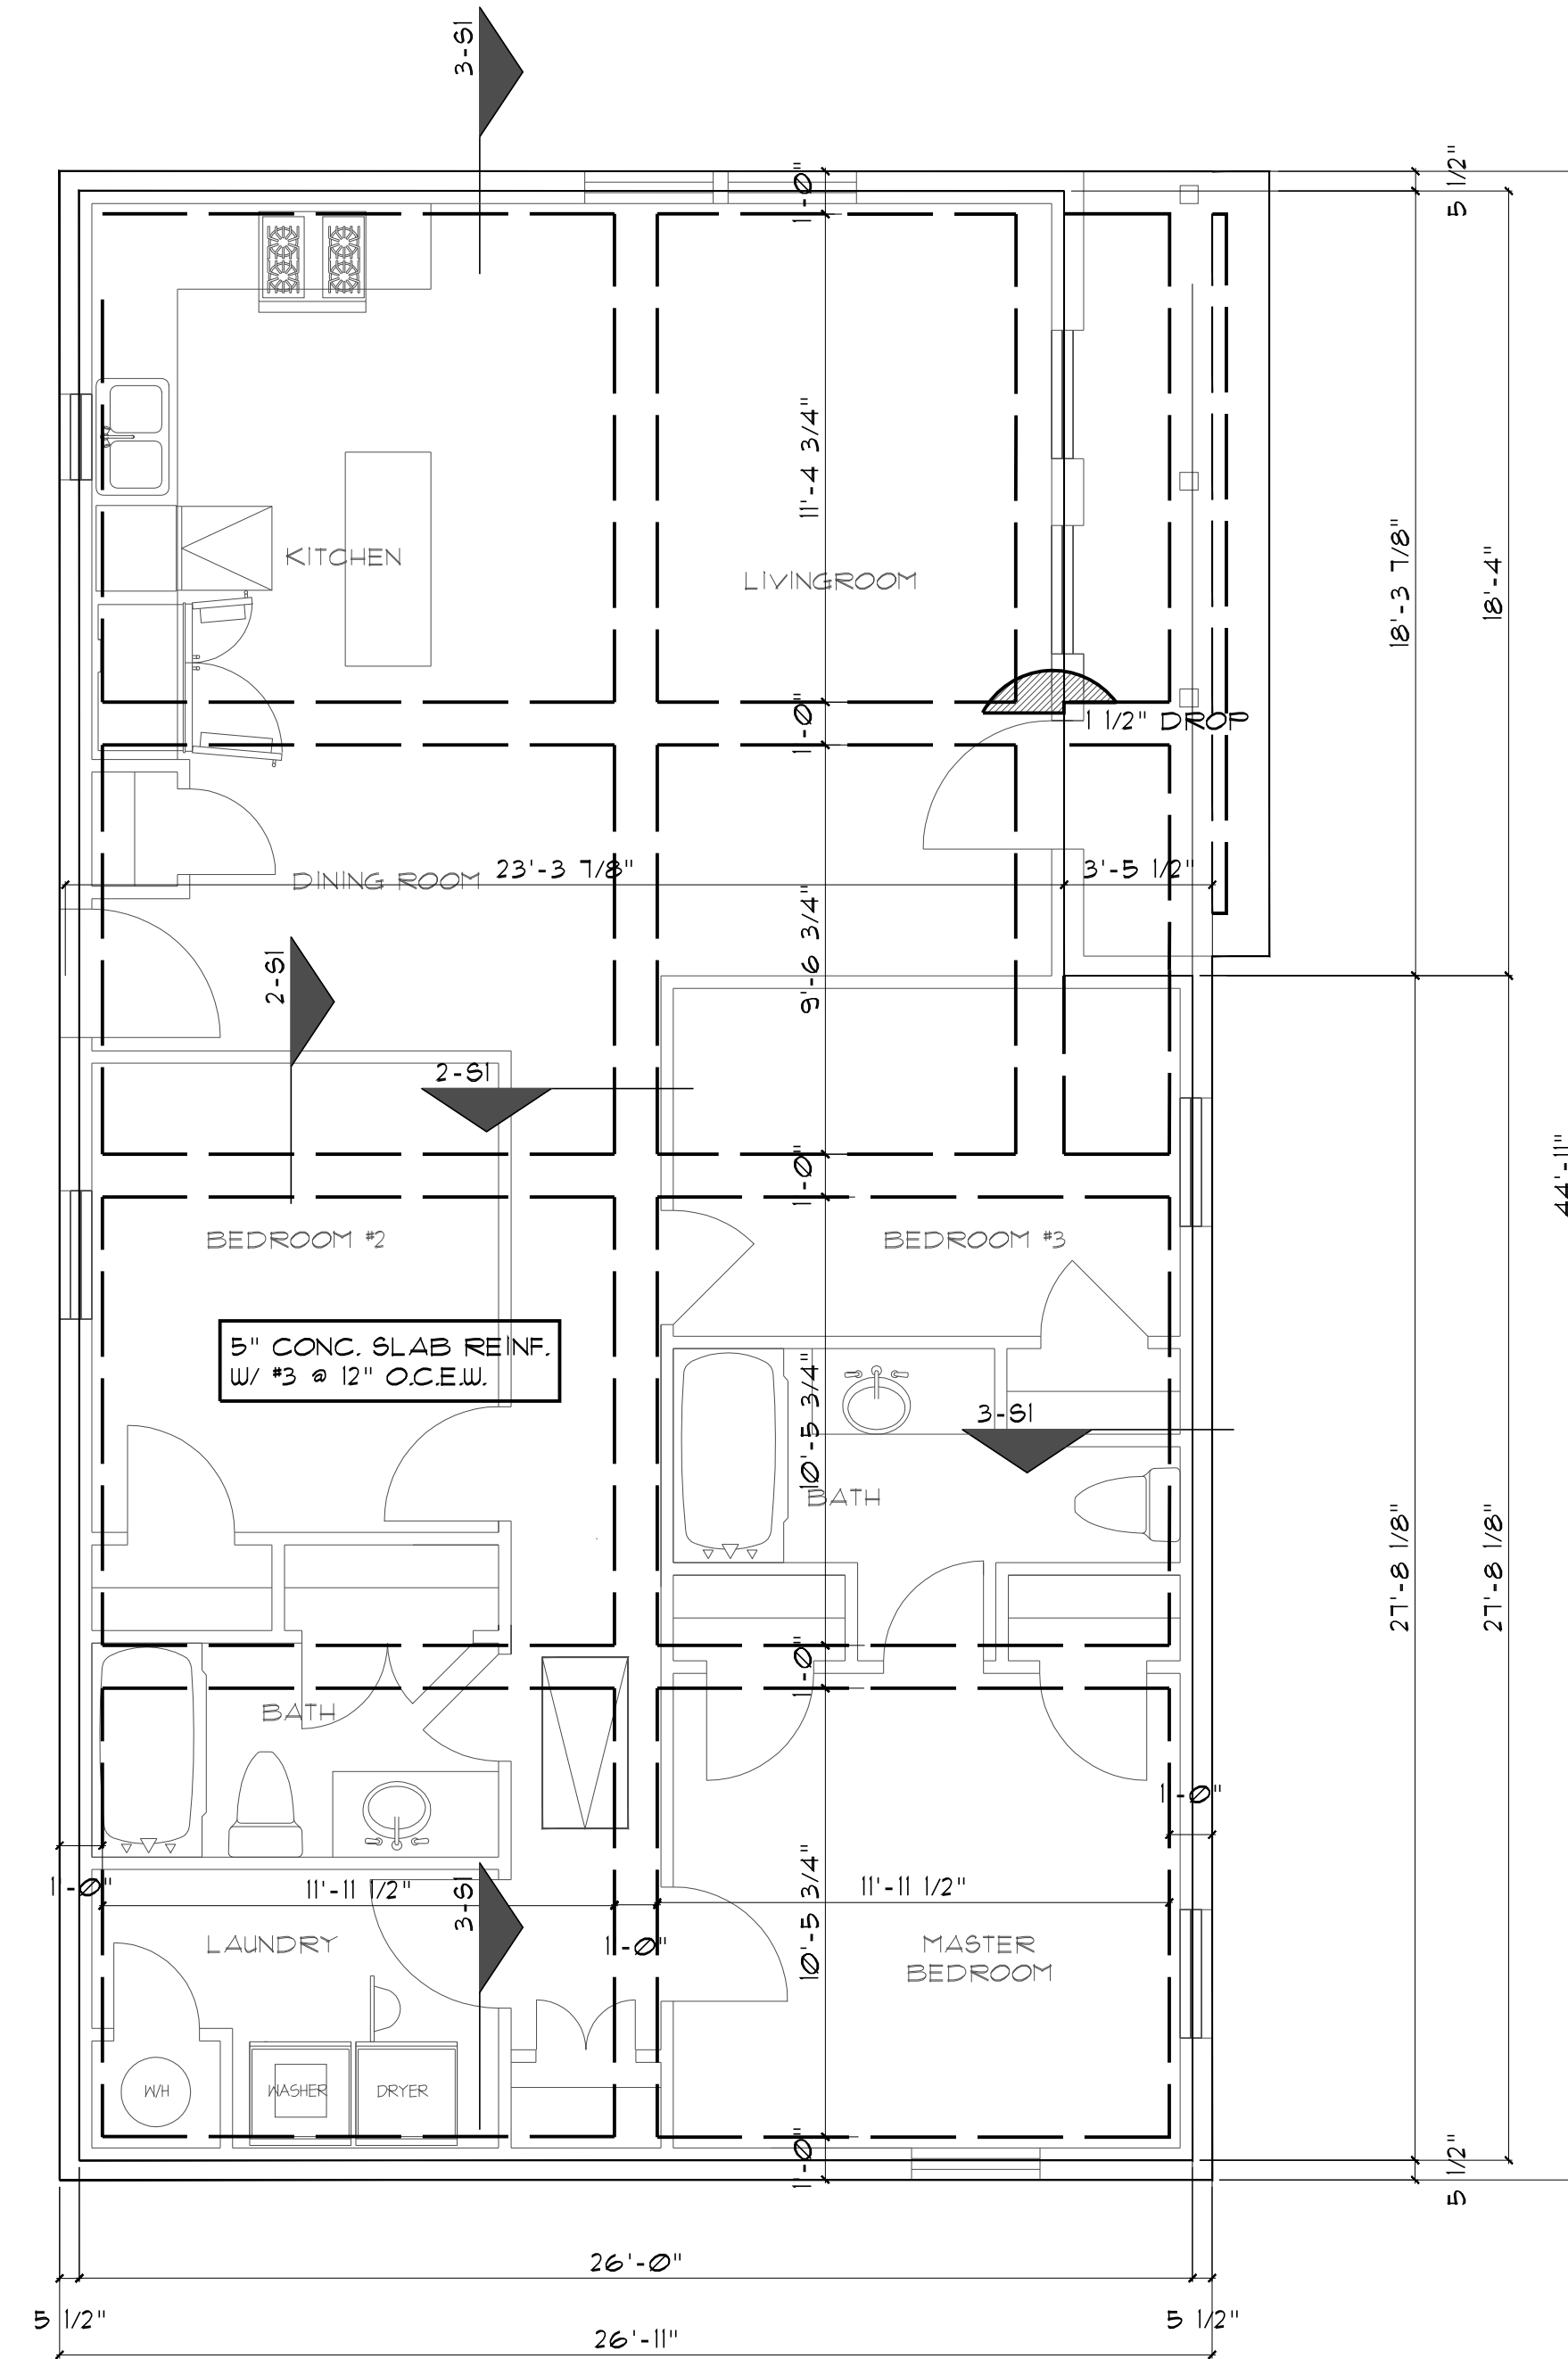 3-S1
5 1/2"
1'-0"
11'-4 3/4"
18'-3 7/8"
18'-4"
KITCHEN
LIVINGROOM
1'-0"
1 1/2" DROP
DINING ROOM
23'-3 7/8"
3'-5 1/2"
9'-6 3/4"
2-S1
2-S1
1'-0"
44'-11"
BEDROOM #2
BEDROOM #3
5" CONC. SLAB REINF.
W/ #3 @ 12" O.C.E.W.
10'-5 3/4"
3-S1
BATH
27'-8 1/8"
27'-8 1/8"
1'-0"
BATH
1'-0"
1'-0"
11'-11 1/2"
3-S1
11'-11 1/2"
10'-5 3/4"
1'-0"
LAUNDRY
MASTER
BEDROOM
W/H
WASHER
DRYER
1'-0"
5 1/2"
26'-0"
5 1/2"
5 1/2"
26'-11"